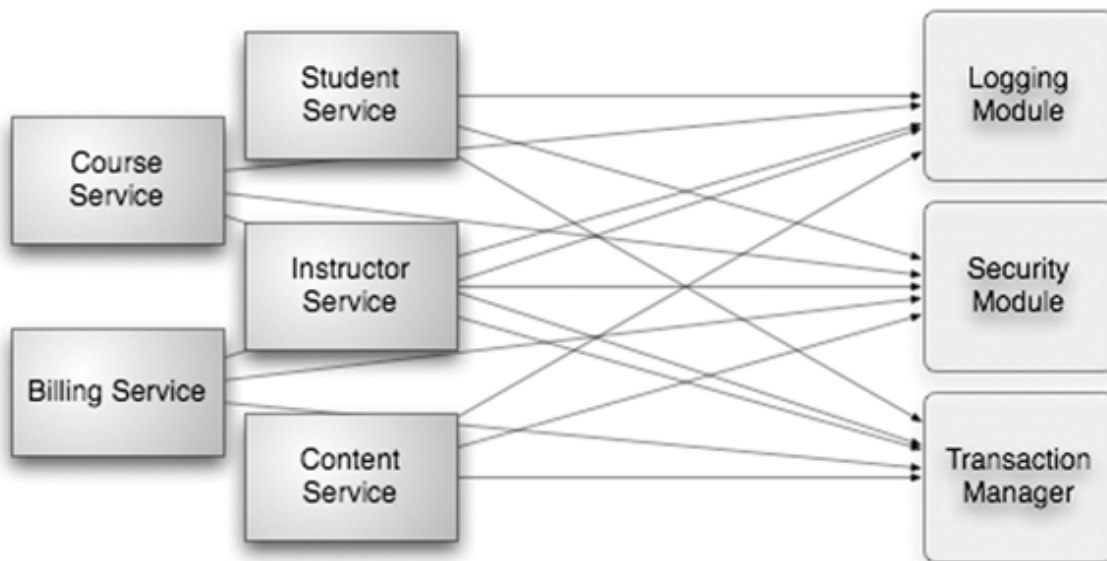 Student
Service
Course
Service
Instructor
Service
Billing Service
Content
Service
Logging
Module
Security
Module
Transaction
Manager